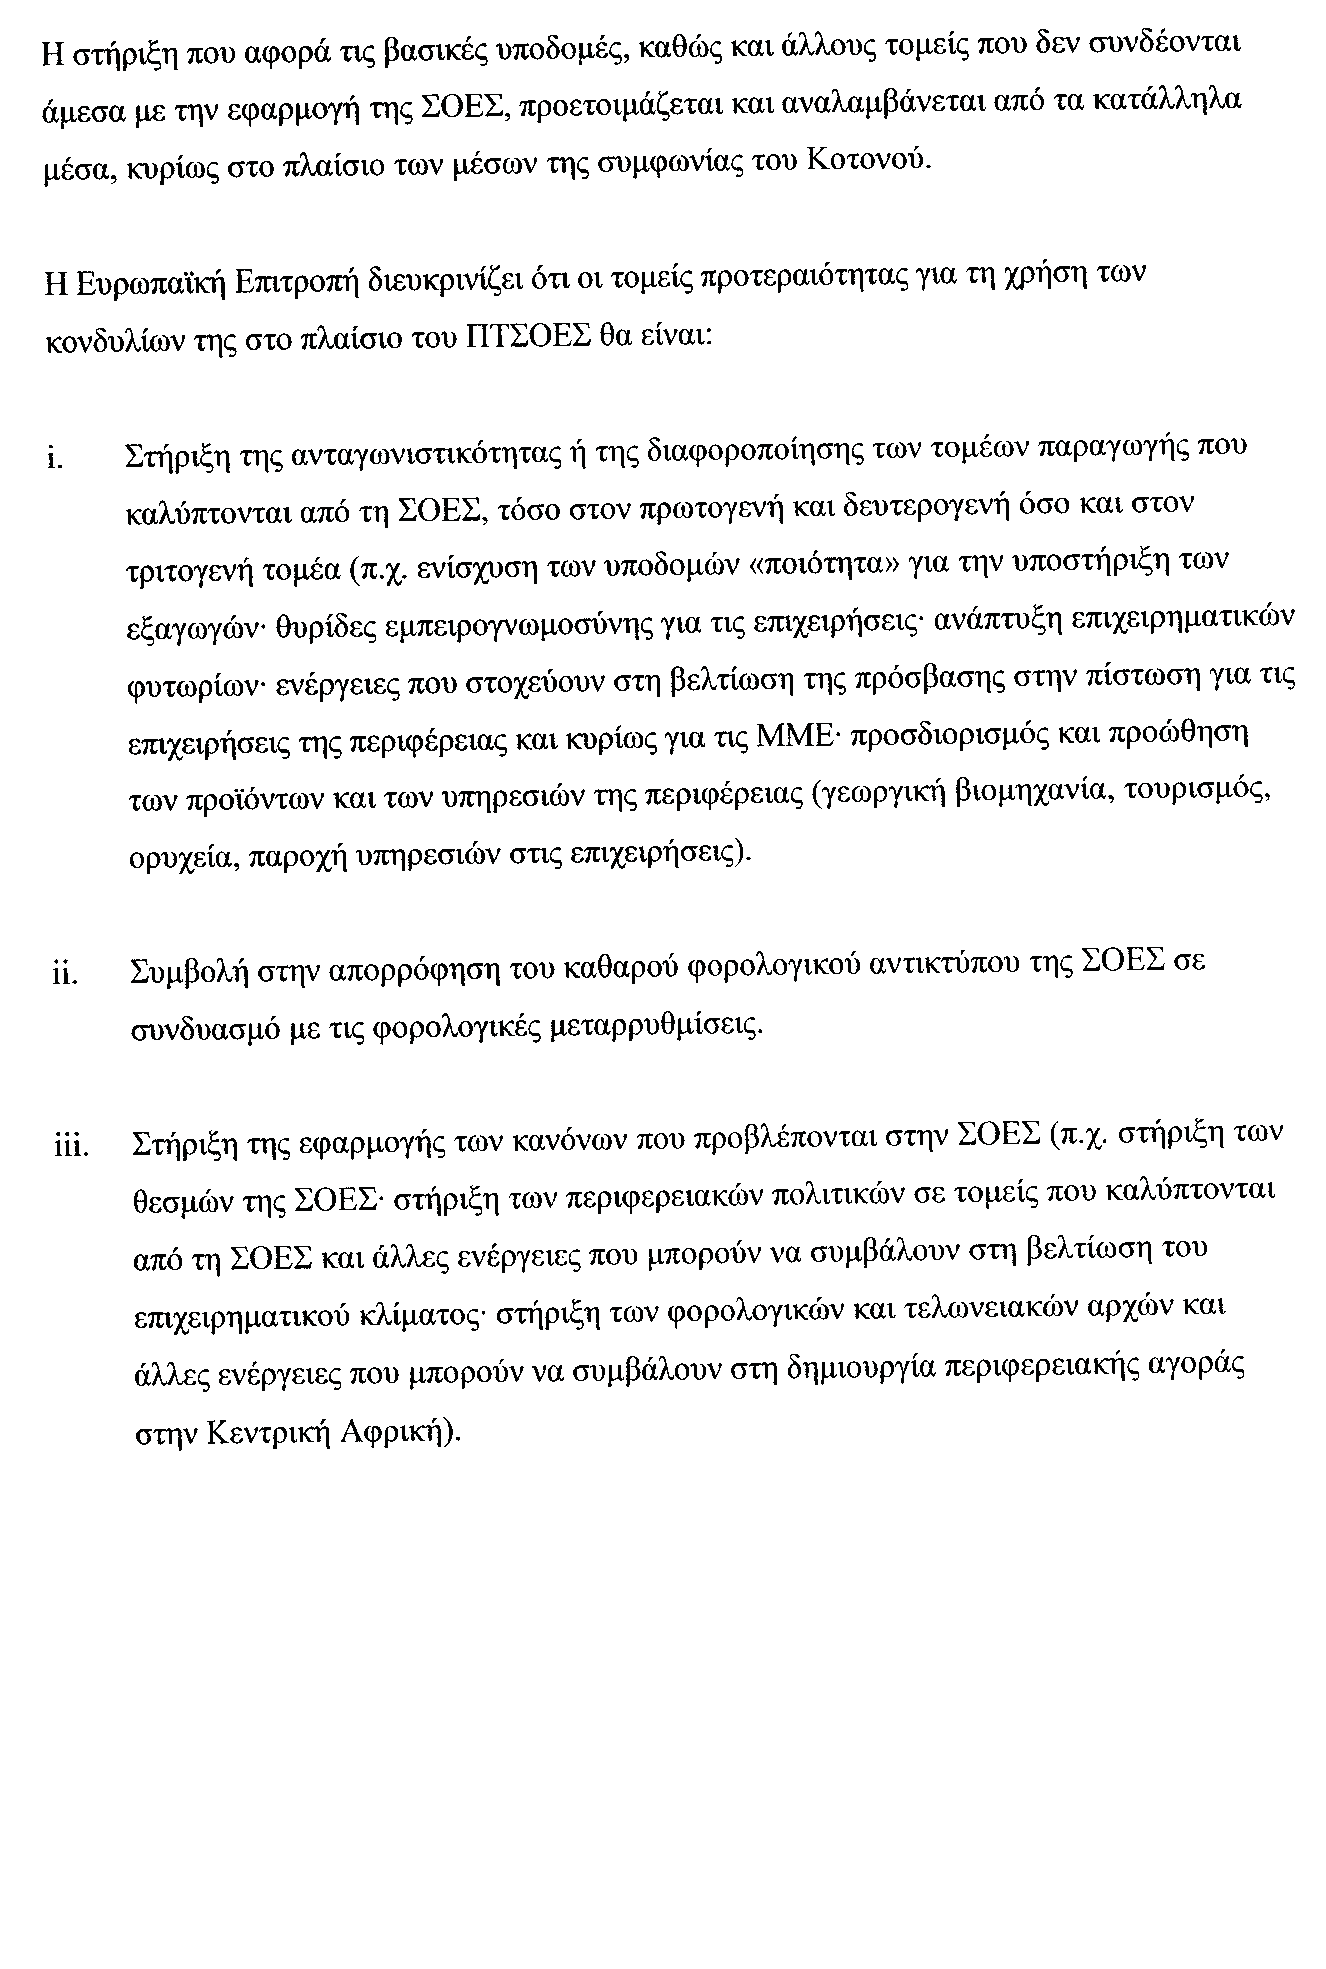 Η στήριξη που αφορά τις βασικές υποδομές, καθώς και άλλους τομείς που δεν συνδέονται
άμεσα με την εφαρμογή της ΣΟΕΣ, προετοιμάζεται και αναλαμβάνεται από τα κατάλληλα
μέσα, κυρίως στο πλαίσιο των μέσων της συμφωνίας του Κοτονού.
Η Ευρωπαϊκή Επιτροπή διευκρινίζει ότι οι τομείς προτεραιότητας για τη χρήση των
κονδυλίων της στο πλαίσιο του ΠΤΣΟΕΣ θα είναι:
i. Στήριξη της ανταγωνιστικότητας ή της διαφοροποίησης των τομέων παραγωγής που
καλύπτονται από τη ΣΟΕΣ, τόσο στον πρωτογενή και δευτερογενή όσο και στον
τριτογενή τομέα (π.χ. ενίσχυση των υποδομών «ποιότητα» για την υποστήριξη των
εξαγωγών· θυρίδες εμπειρογνωμοσύνης για τις επιχειρήσεις· ανάπτυξη επιχειρηματικών
φυτωρίων· ενέργειες που στοχεύουν στη βελτίωση της πρόσβασης στην πίστωση για τις
επιχειρήσεις της περιφέρειας και κυρίως για τις ΜΜΕ· προσδιορισμός και προώθηση
των προϊόντων και των υπηρεσιών της περιφέρειας (γεωργική βιομηχανία, τουρισμός,
ορυχεία, παροχή υπηρεσιών στις επιχειρήσεις).
ii. Συμβολή στην απορρόφηση του καθαρού φορολογικού αντικτύπου της ΣΟΕΣ σε
συνδυασμό με τις φορολογικές μεταρρυθμίσεις.
iii. Στήριξη της εφαρμογής των κανόνων που προβλέπονται στην ΣΟΕΣ (π.χ. στήριξη των
θεσμών της ΣΟΕΣ· στήριξη των περιφερειακών πολιτικών σε τομείς που καλύπτονται
από τη ΣΟΕΣ και άλλες ενέργειες που μπορούν να συμβάλουν στη βελτίωση του
επιχειρηματικού κλίματος· στήριξη των φορολογικών και τελωνειακών αρχών και
άλλες ενέργειες που μπορούν να συμβάλουν στη δημιουργία περιφερειακής αγοράς
στην Κεντρική Αφρική).